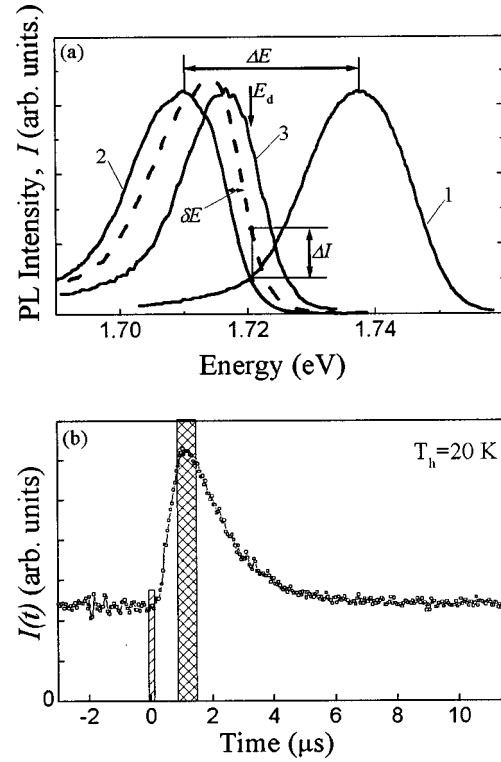 (a)
ΔE
E_d
2
3
1
δE
ΔI
PL Intensity, I (arb. units.)
1.70 1.72 1.74
Energy (eV)
(b)
T_h=20 K
I(t) (arb. units)
0
-2 0 2 4 6 8 10
Time (μs)